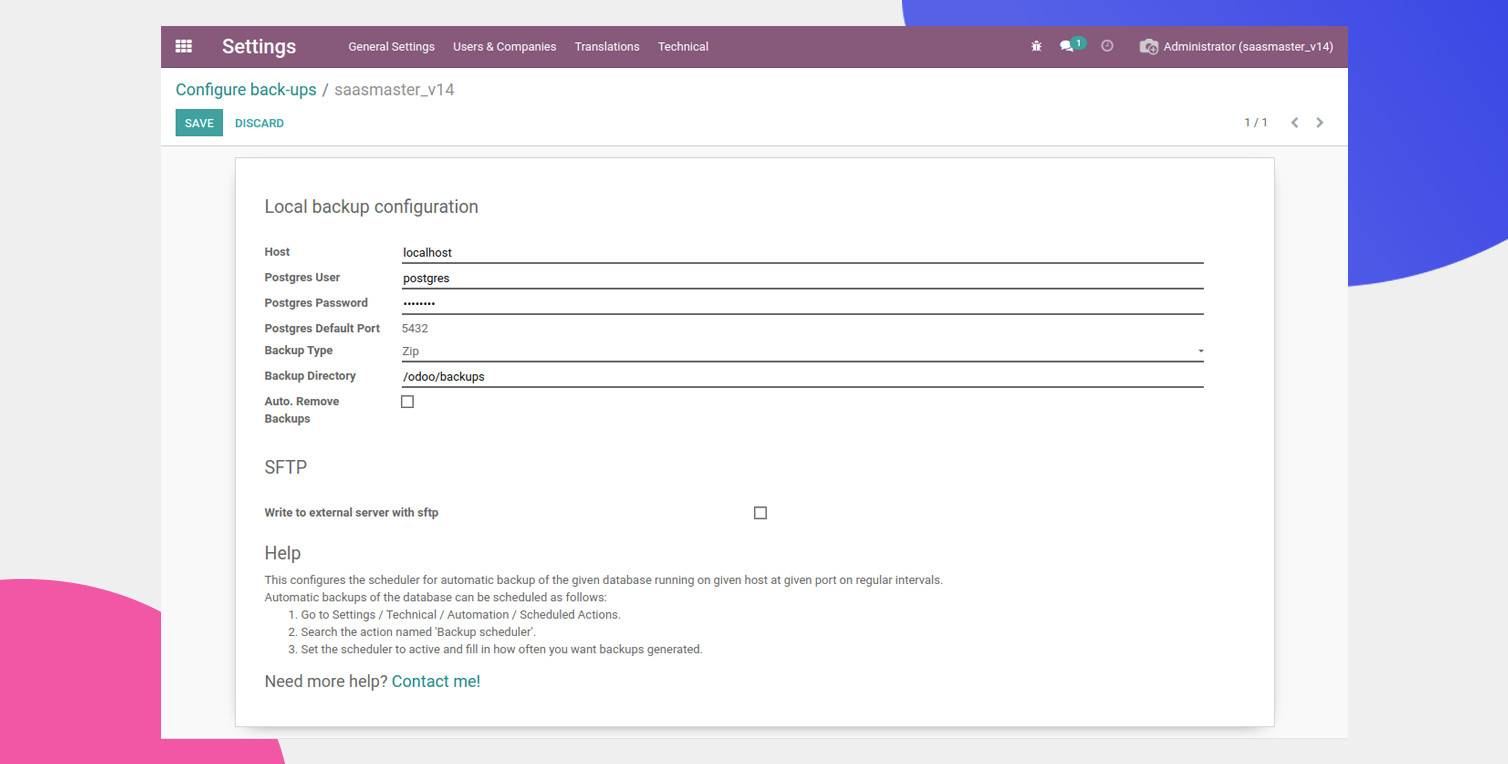 Settings General Settings Users & Companies Translations Technical 1 Administrator (saasmaster_v14)
Configure back-ups / saasmaster_v14
SAVE DISCARD 1 / 1
Local backup configuration
Host localhost
Postgres User postgres
Postgres Password ••••••••
Postgres Default Port 5432
Backup Type Zip
Backup Directory /odoo/backups
Auto. Remove
Backups
SFTP
Write to external server with sftp
Help
This configures the scheduler for automatic backup of the given database running on given host at given port on regular intervals.
Automatic backups of the database can be scheduled as follows:
1. Go to Settings / Technical / Automation / Scheduled Actions.
2. Search the action named 'Backup scheduler'.
3. Set the scheduler to active and fill in how often you want backups generated.
Need more help? Contact me!